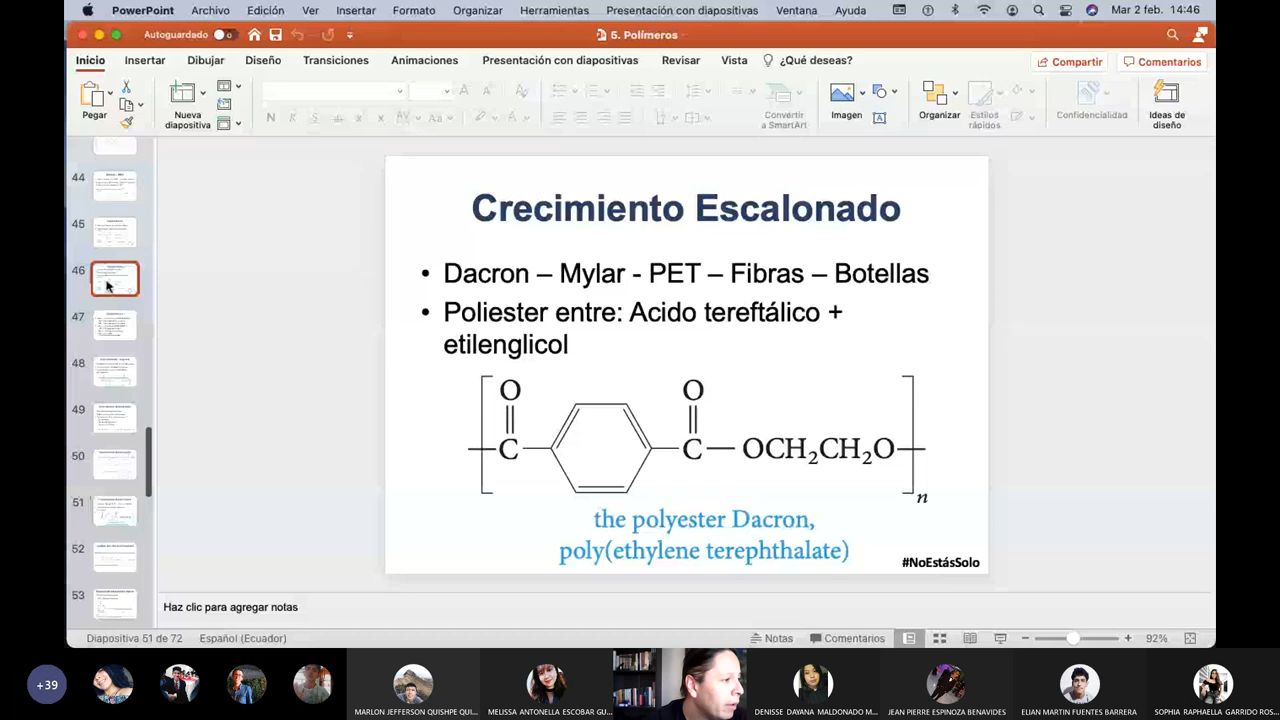 PowerPoint Archivo Edición Ver Insertar Formato Organizar Herramientas Presentación con diapositivas Ventana Ayuda Mar 2 feb. 14:46
Autoguardado 5. Polímeros
Inicio Insertar Dibujar Diseño Transiciones Animaciones Presentación con diapositivas Revisar Vista ¿Qué deseas? Compartir Comentarios
Pegar Nueva diapositiva Convertir a SmartArt Imagen Organizar Estilos rápidos Confidencialidad Ideas de diseño
44
45
46
47
48
49
50
51
52
53
Crecimiento Escalonado
• Dacron – Mylar - PET – Fibras – Botellas
• Poliester entre: Acido tereftálico +
etilenglicol
O O
C C — OCH₂CH₂O
n
the polyester Dacron,
poly(ethylene terephthalate)
#NoEstásSolo
Haz clic para agregar notas
Diapositiva 51 de 72 Español (Ecuador) Notas Comentarios 92%
+39
MARLON JEFFERSON QUISHPE QUI... MELISSA ANTONELLA ESCOBAR GU... DENISSE DAYANA MALDONADO M... JEAN PIERRE ESPINOZA BENAVIDES ELIAN MARTIN FUENTES BARRERA SOPHIA RAPHAELLA GARRIDO ROS...